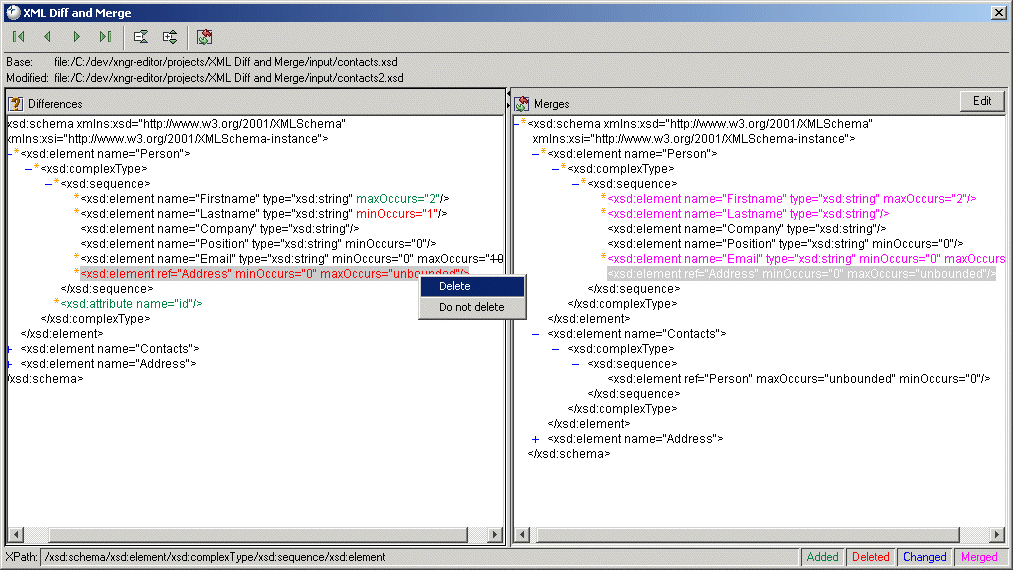 XML Diff and Merge
Base: file:/C:/dev/xngr-editor/projects/XML Diff and Merge/input/contacts.xsd
Modified: file:/C:/dev/xngr-editor/projects/XML Diff and Merge/input/contacts2.xsd
Differences
xsd:schema xmlns:xsd="http://www.w3.org/2001/XMLSchema"
xmlns:xsi="http://www.w3.org/2001/XMLSchema-instance">
<xsd:element name="Person">
<xsd:complexType>
<xsd:sequence>
<xsd:element name="Firstname" type="xsd:string" maxOccurs="2"/>
<xsd:element name="Lastname" type="xsd:string" minOccurs="1"/>
<xsd:element name="Company" type="xsd:string"/>
<xsd:element name="Position" type="xsd:string" minOccurs="0"/>
<xsd:element name="Email" type="xsd:string" minOccurs="0" maxOccurs="10
<xsd:element ref="Address" minOccurs="0" maxOccurs="unbounded"/>
</xsd:sequence>
<xsd:attribute name="id"/>
</xsd:complexType>
</xsd:element>
<xsd:element name="Contacts">
<xsd:element name="Address">
/xsd:schema>
Delete
Do not delete
Merges
Edit
<xsd:schema xmlns:xsd="http://www.w3.org/2001/XMLSchema"
xmlns:xsi="http://www.w3.org/2001/XMLSchema-instance">
<xsd:element name="Person">
<xsd:complexType>
<xsd:sequence>
<xsd:element name="Firstname" type="xsd:string" maxOccurs="2"/>
<xsd:element name="Lastname" type="xsd:string"/>
<xsd:element name="Company" type="xsd:string"/>
<xsd:element name="Position" type="xsd:string" minOccurs="0"/>
<xsd:element name="Email" type="xsd:string" minOccurs="0" maxOccurs
<xsd:element ref="Address" minOccurs="0" maxOccurs="unbounded"/>
</xsd:sequence>
</xsd:complexType>
</xsd:element>
<xsd:element name="Contacts">
<xsd:complexType>
<xsd:sequence>
<xsd:element ref="Person" maxOccurs="unbounded" minOccurs="0"/>
</xsd:sequence>
</xsd:complexType>
</xsd:element>
<xsd:element name="Address">
</xsd:schema>
XPath: /xsd:schema/xsd:element/xsd:complexType/xsd:sequence/xsd:element
Added Deleted Changed Merged